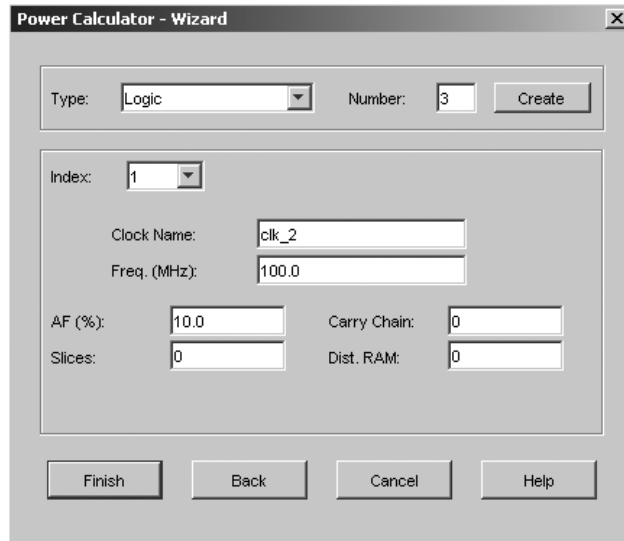 Power Calculator - Wizard
Type: Logic Number: 3 Create
Index: 1
Clock Name: clk_2
Freq. (MHz): 100.0
AF (%): 10.0 Carry Chain: 0
Slices: 0 Dist. RAM: 0
Finish Back Cancel Help